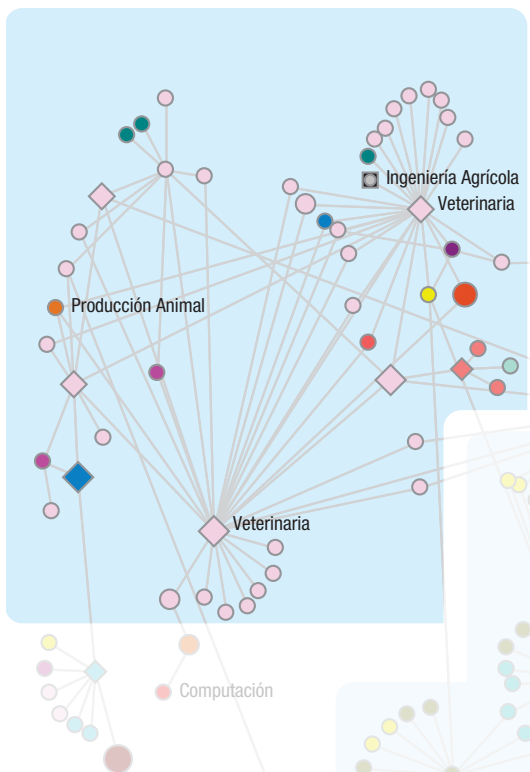 Ingeniería Agrícola
Veterinaria
Producción Animal
Veterinaria
Computación